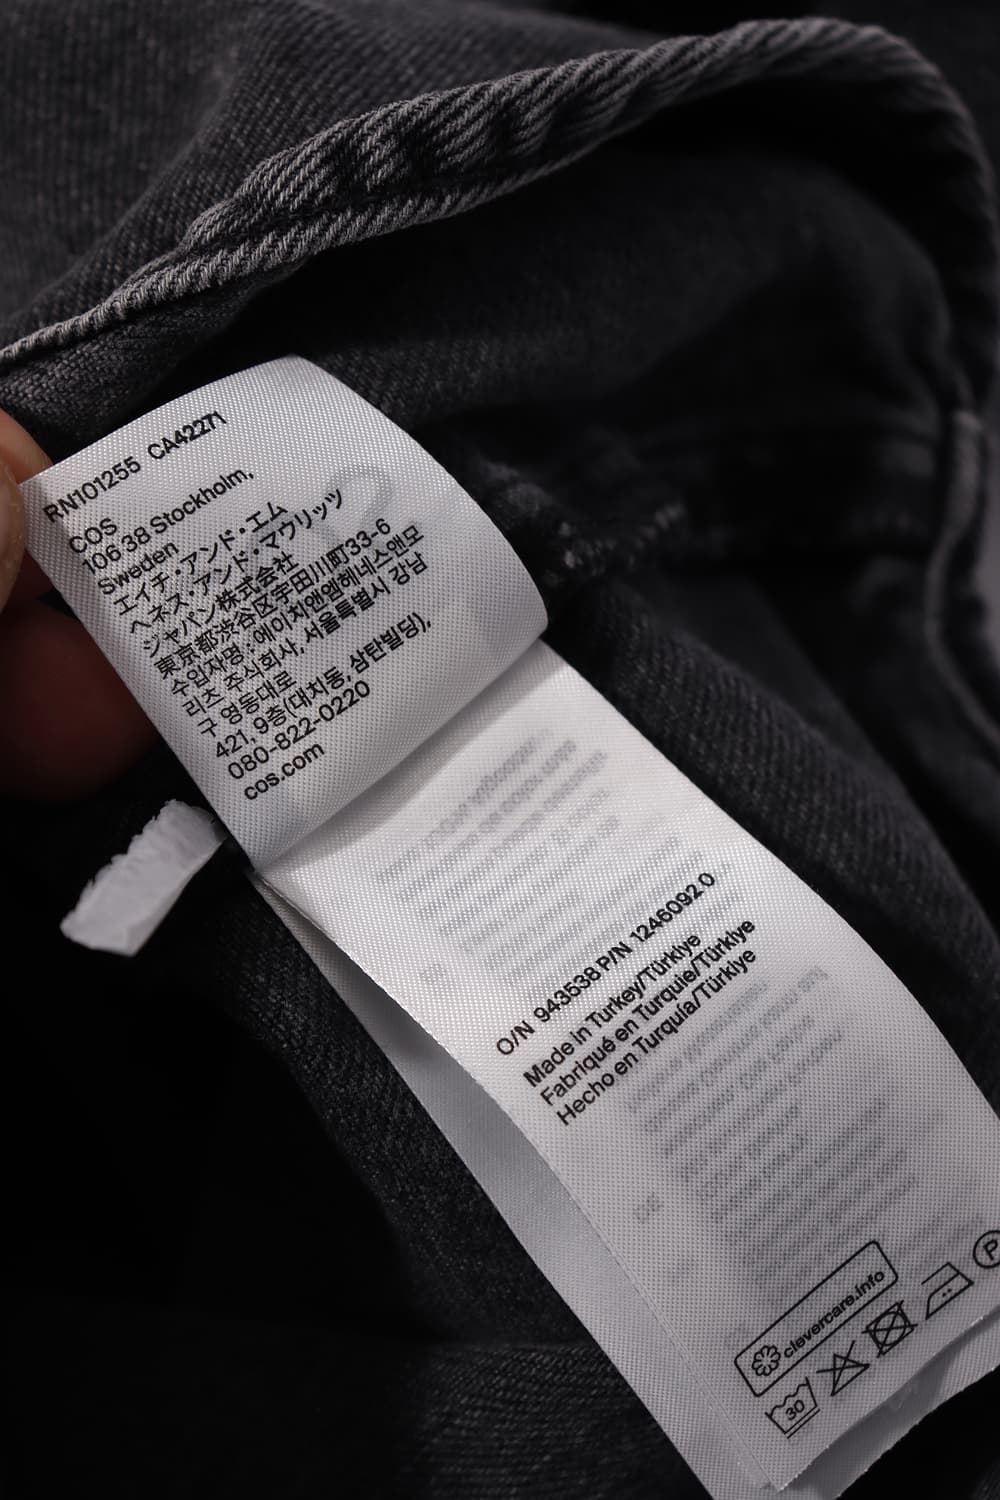 RN101255 CA42271
COS
106 38 Stockholm,
Sweden
エイチ・アンド・エム
ヘネス・アンド・マウリッツ
ジャパン株式会社
東京都渋谷区宇田川町33-6
수입자명 : 에이치앤엠헤네스앤모
리츠 주식회사, 서울특별시 강남
구 영동대로
421, 9층(대치동, 삼탄빌딩),
080-822-0220
cos.com
O/N 943538 P/N 1246092 0
Made in Turkey/Türkiye
Fabriqué en Turquie/Türkiye
Hecho en Turquía/Türkiye
clevercare.info
30
P